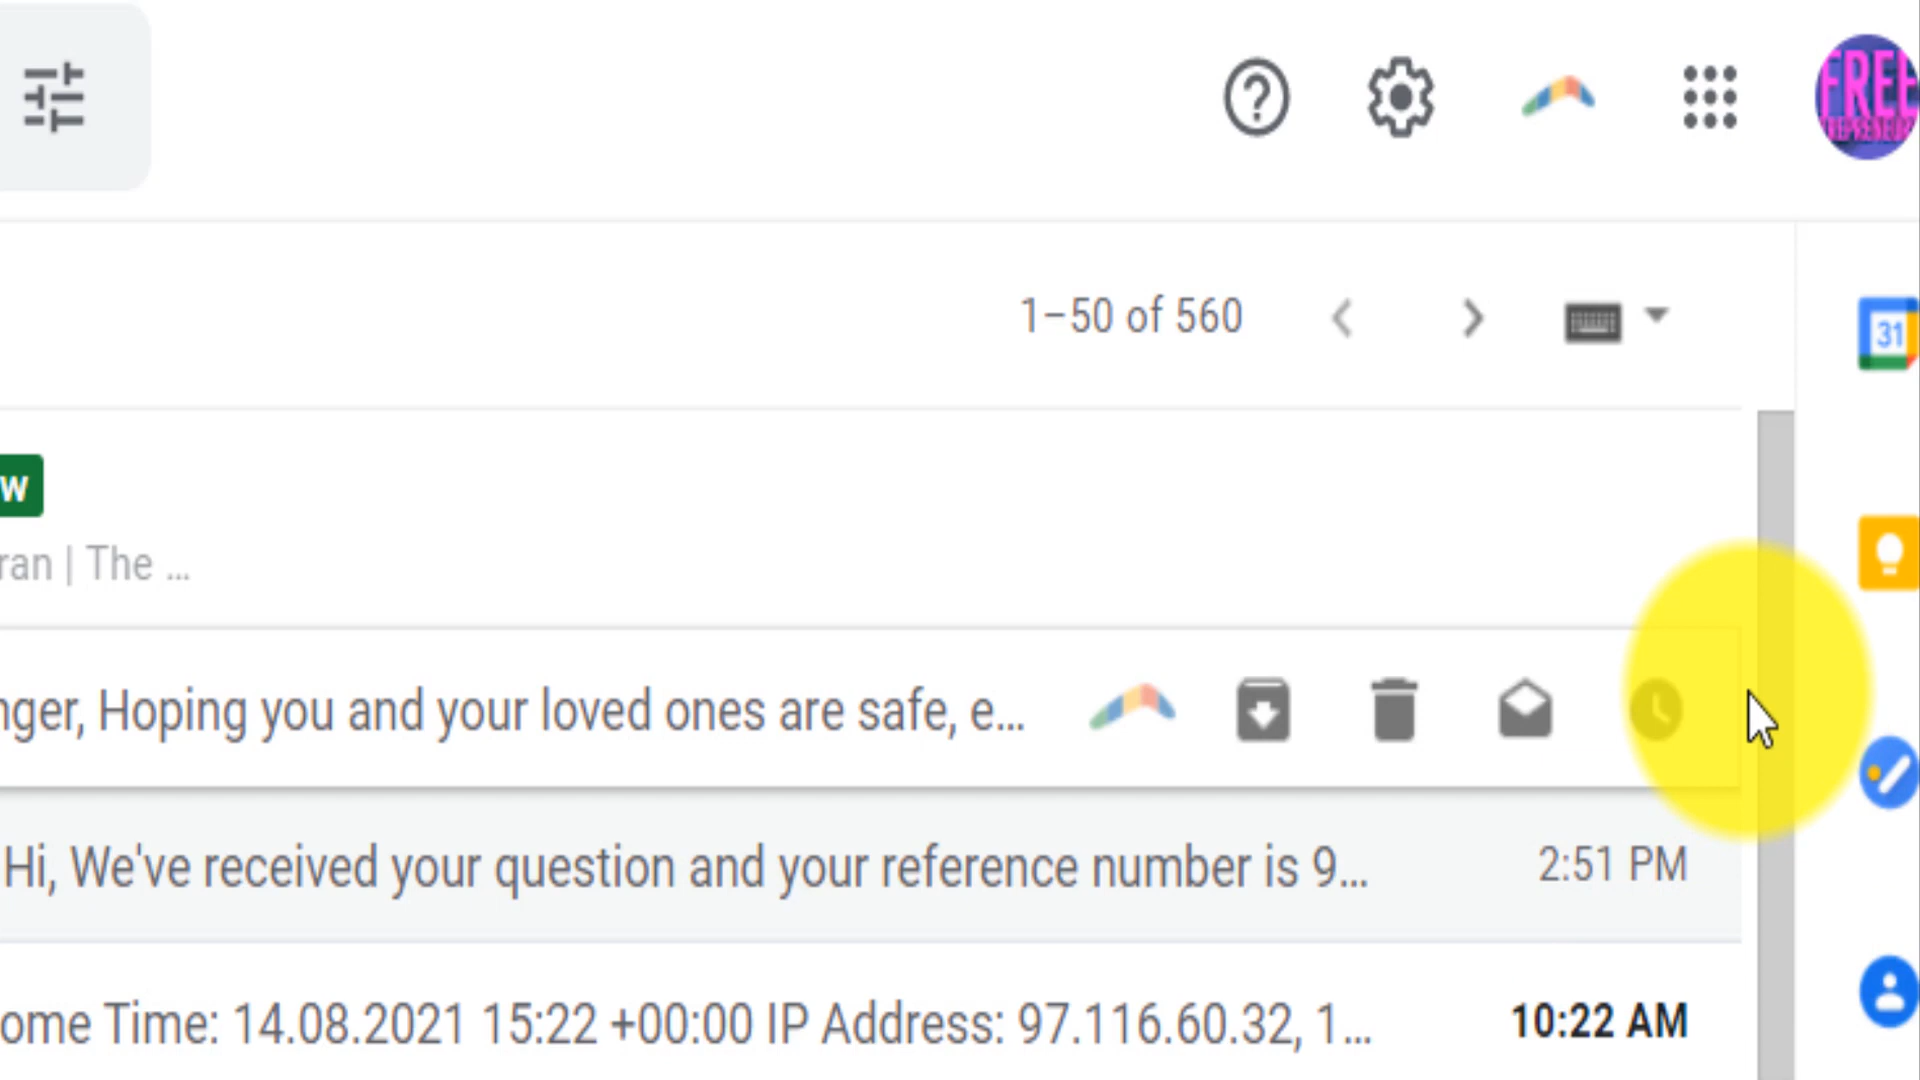 FREE
REPRENEUR
1–50 of 560
31
W
ran | The ...
nger, Hoping you and your loved ones are safe, e...
Hi, We've received your question and your reference number is 9...
2:51 PM
ome Time: 14.08.2021 15:22 +00:00 IP Address: 97.116.60.32, 1...
10:22 AM